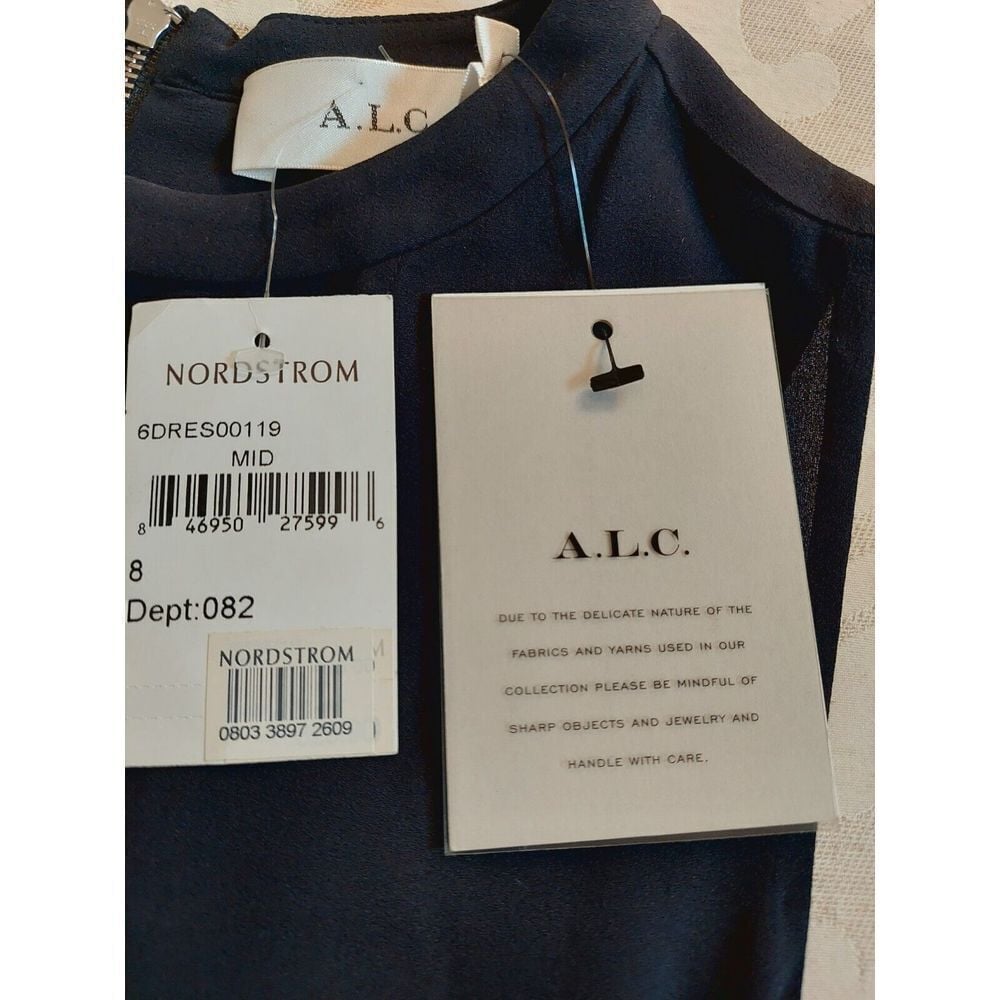 A.L.C
NORDSTROM
6DRES00119
MID
8 46950 27599 6
8
Dept:082
NORDSTROM
0803 3897 2609
A.L.C.
DUE TO THE DELICATE NATURE OF THE
FABRICS AND YARNS USED IN OUR
COLLECTION PLEASE BE MINDFUL OF
SHARP OBJECTS AND JEWELRY AND
HANDLE WITH CARE.